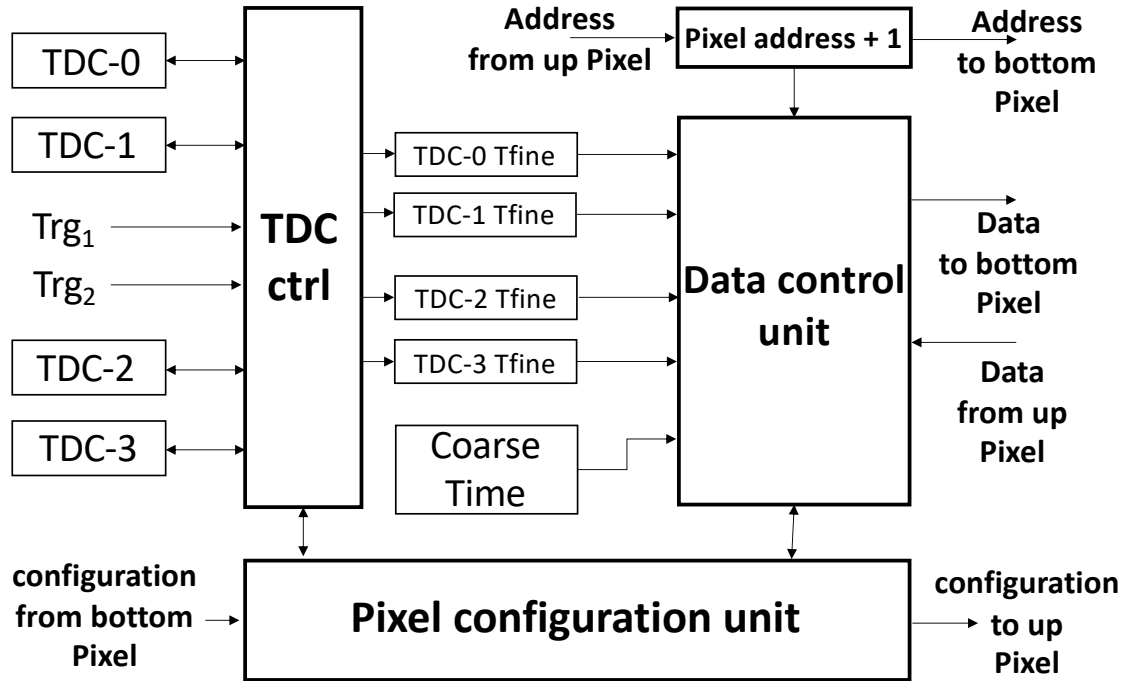 TDC-0
TDC-1
Trg₁
Trg₂
TDC-2
TDC-3
TDC
ctrl
TDC-0 Tfine
TDC-1 Tfine
TDC-2 Tfine
TDC-3 Tfine
Coarse
Time
Address
from up Pixel
Pixel address + 1
Address
to bottom
Pixel
Data control
unit
Data
to bottom
Pixel
Data
from up
Pixel
configuration
from bottom
Pixel
Pixel configuration unit
configuration
to up
Pixel